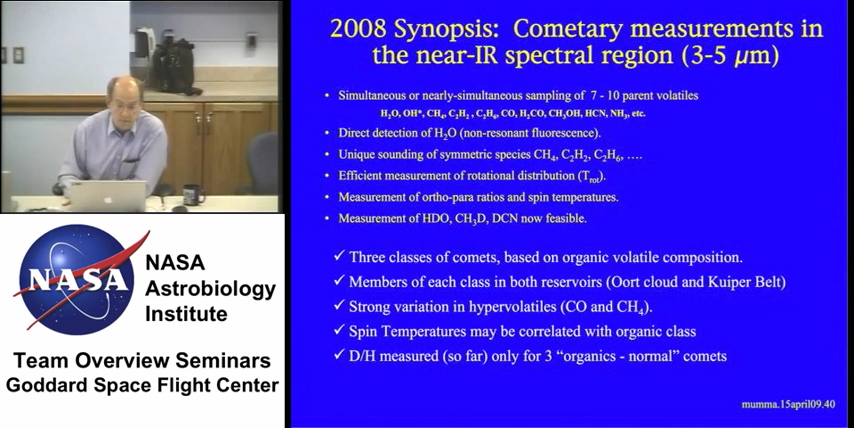 2008 Synopsis: Cometary measurements in
the near-IR spectral region (3-5 µm)
• Simultaneous or nearly-simultaneous sampling of 7 - 10 parent volatiles
H₂O, OH*, CH₄, C₂H₂ , C₂H₆, CO, H₂CO, CH₃OH, HCN, NH₃, etc.
• Direct detection of H₂O (non-resonant fluorescence).
• Unique sounding of symmetric species CH₄, C₂H₂, C₂H₆, ….
• Efficient measurement of rotational distribution (Trot).
• Measurement of ortho-para ratios and spin temperatures.
• Measurement of HDO, CH₃D, DCN now feasible.
✓ Three classes of comets, based on organic volatile composition.
✓ Members of each class in both reservoirs (Oort cloud and Kuiper Belt)
✓ Strong variation in hypervolatiles (CO and CH₄).
✓ Spin Temperatures may be correlated with organic class
✓ D/H measured (so far) only for 3 “organics - normal” comets
mumma.15april09.40
NASA
NASA
Astrobiology
Institute
Team Overview Seminars
Goddard Space Flight Center